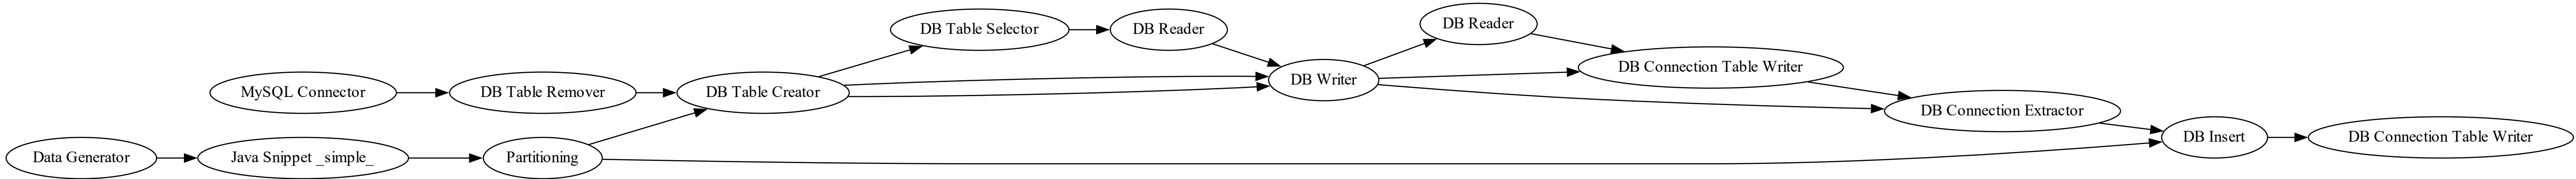 DB Table Selector
DB Reader
DB Reader
MySQL Connector
DB Table Remover
DB Table Creator
DB Writer
DB Connection Table Writer
DB Connection Extractor
Data Generator
Java Snippet _simple_
Partitioning
DB Insert
DB Connection Table Writer